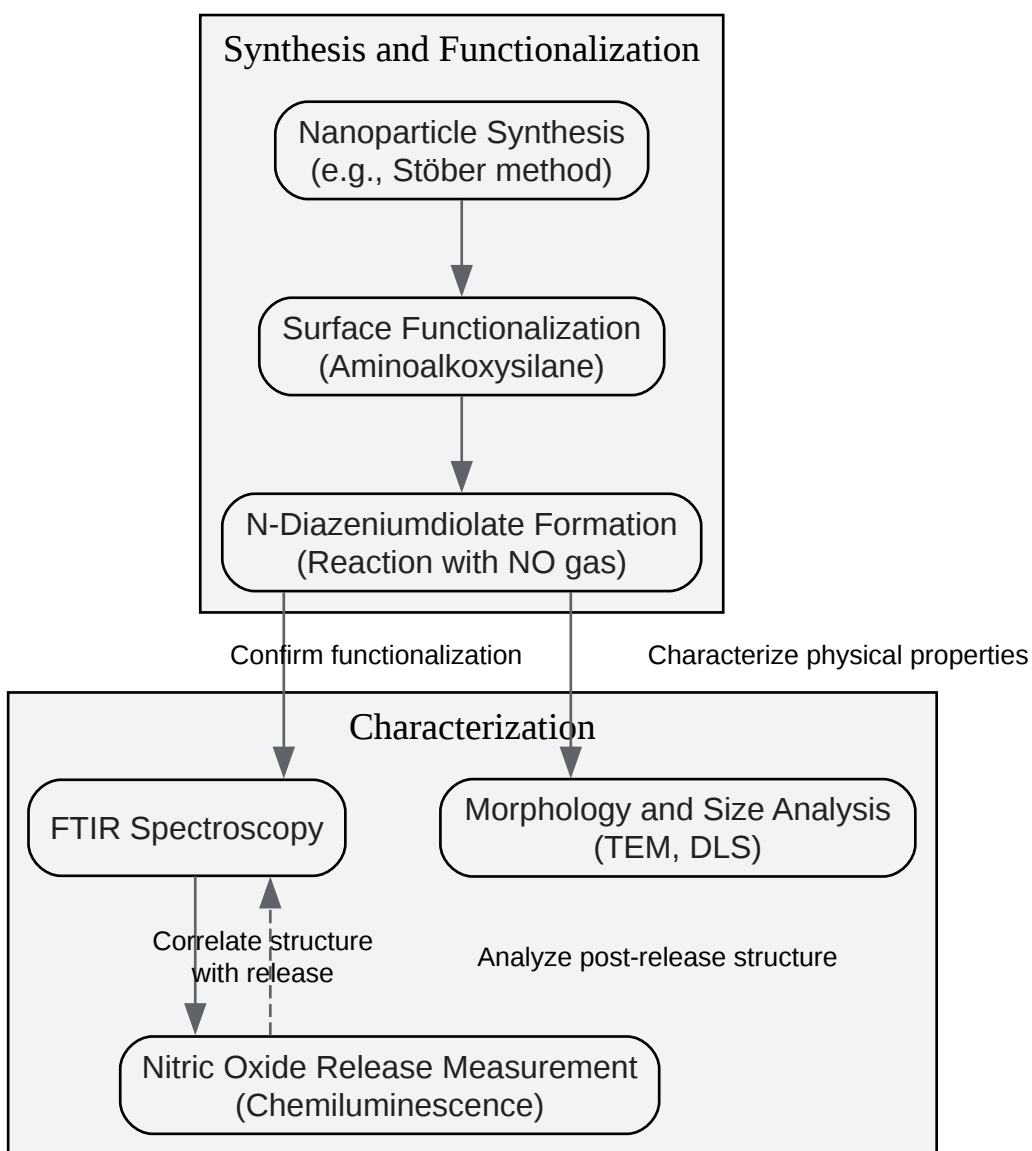 Synthesis and Functionalization
Nanoparticle Synthesis
(e.g., Stöber method)
Surface Functionalization
(Aminoalkoxysilane)
N-Diazeniumdiolate Formation
(Reaction with NO gas)
Confirm functionalization
Characterize physical properties
Characterization
FTIR Spectroscopy
Morphology and Size Analysis
(TEM, DLS)
Correlate structure
with release
Analyze post-release structure
Nitric Oxide Release Measurement
(Chemiluminescence)